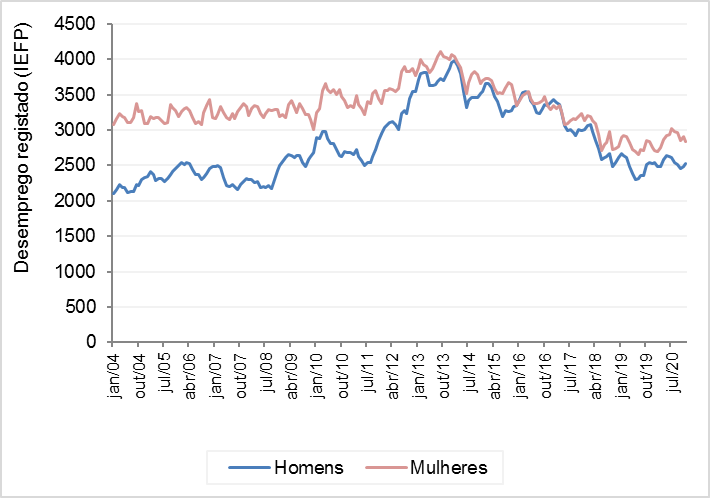 Desemprego registado (IEFP)
4500
4000
3500
3000
2500
2000
1500
1000
500
0
jan/04
out/04
jul/05
abr/06
jan/07
out/07
jul/08
abr/09
jan/10
out/10
jul/11
abr/12
jan/13
out/13
jul/14
abr/15
jan/16
out/16
jul/17
abr/18
jan/19
out/19
jul/20
Homens
Mulheres